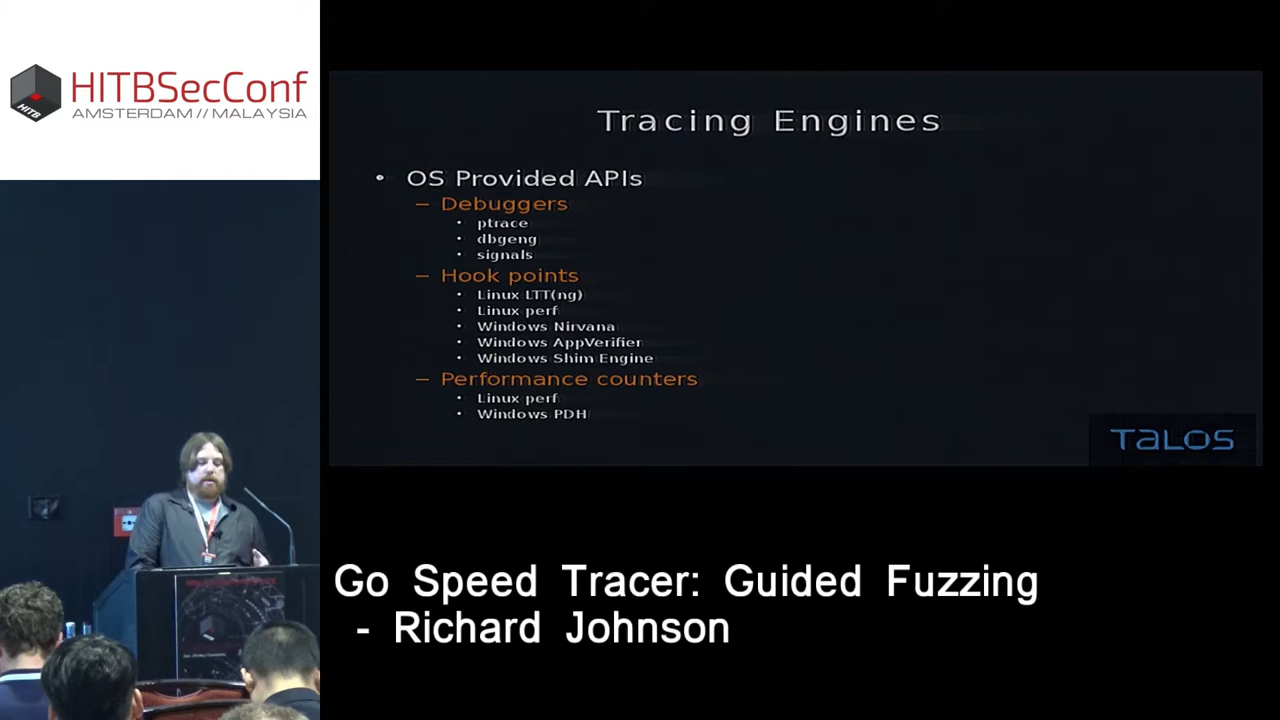 HITBSecConf
AMSTERDAM // MALAYSIA
HITB
Tracing Engines
• OS Provided APIs
– Debuggers
• ptrace
• dbgeng
• signals
– Hook points
• Linux LTT(ng)
• Linux perf
• Windows Nirvana
• Windows AppVerifier
• Windows Shim Engine
– Performance counters
• Linux perf
• Windows PDH
TALOS
Go Speed Tracer: Guided Fuzzing
- Richard Johnson